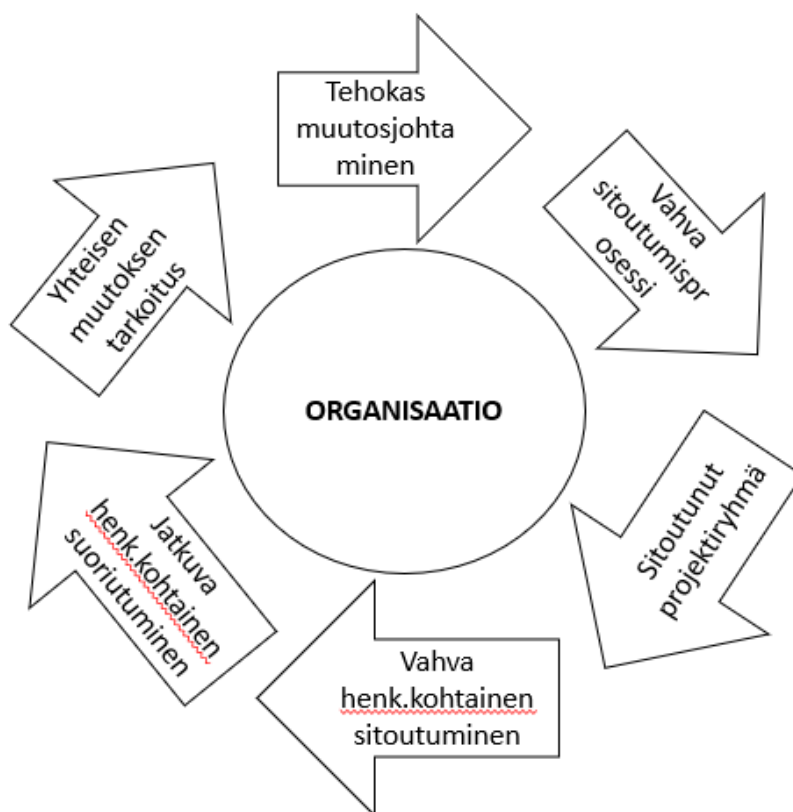 Tehokas
muutosjohta
minen
Vahva
sitoutumispr
osessi
Sitoutunut
projektiryhmä
Vahva
henk.kohtainen
sitoutuminen
Jatkuva
henk.kohtainen
suoriutuminen
Yhteisen
muutoksen
tarkoitus
ORGANISAATIO